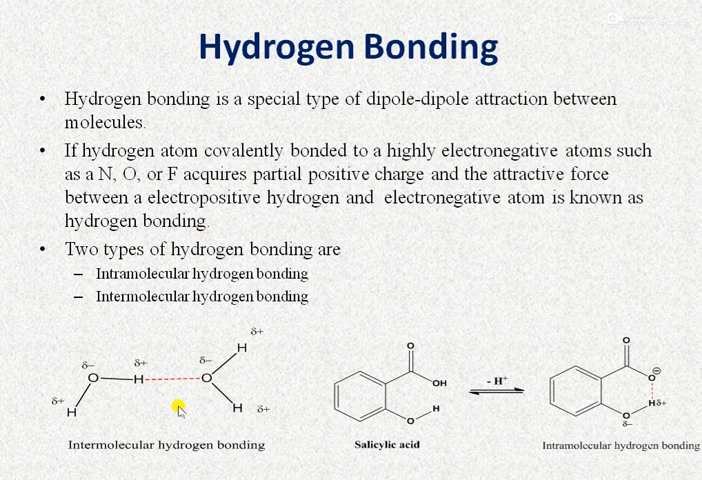 Hydrogen Bonding
• Hydrogen bonding is a special type of dipole-dipole attraction between
molecules.
• If hydrogen atom covalently bonded to a highly electronegative atoms such
as a N, O, or F acquires partial positive charge and the attractive force
between a electropositive hydrogen and electronegative atom is known as
hydrogen bonding.
• Two types of hydrogen bonding are
– Intramolecular hydrogen bonding
– Intermolecular hydrogen bonding
δ+
H
δ– δ+ δ–
O H O
δ+ H
H δ+
Intermolecular hydrogen bonding
O
OH
H
O
Salicylic acid
- H⁺
O
O ⊖
H δ+
O
δ–
Intramolecular hydrogen bonding